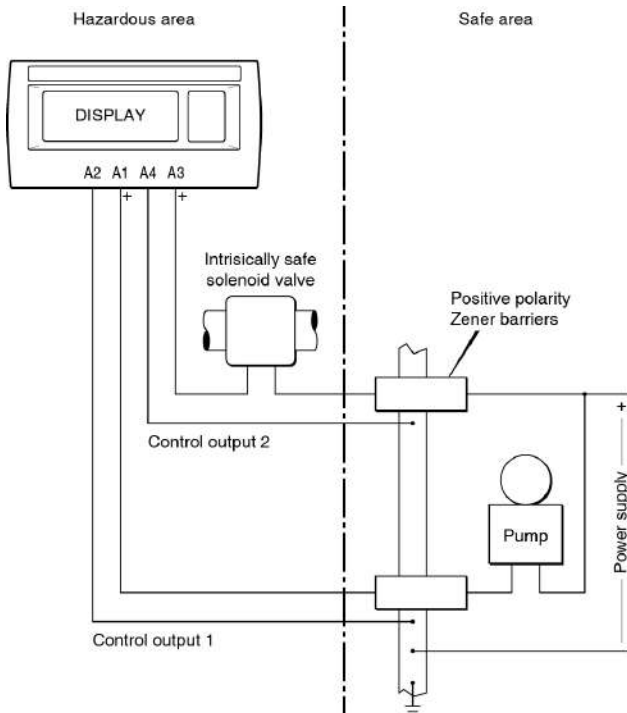 Hazardous area
Safe area
DISPLAY
A2 A1 A4 A3
+ +
Intrisically safe
solenoid valve
Positive polarity
Zener barriers
+
Control output 2
Power supply
Pump
Control output 1